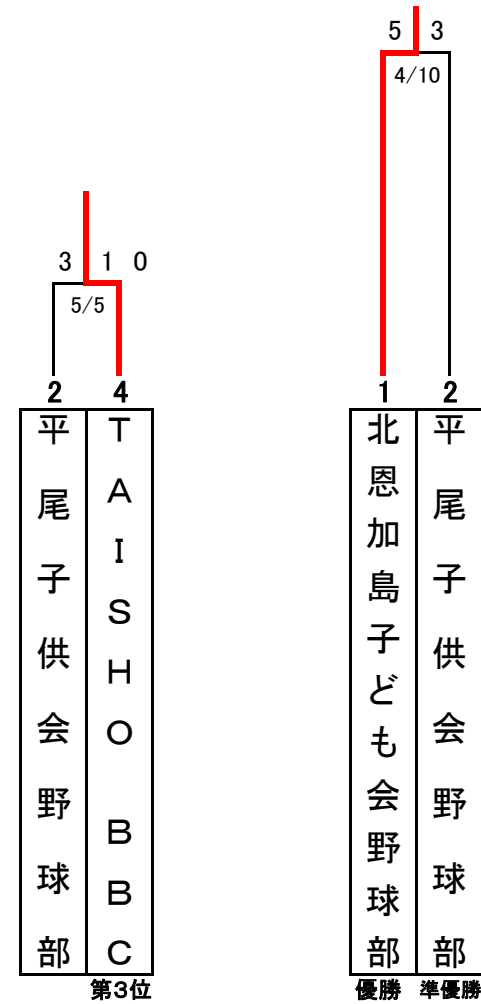 5 3
4/10
3 1 0
5/5
2 4
平尾子供会野球部
TAISHO BBC
第3位
1 2
北恩加島子ども会野球部
平尾子供会野球部
優勝 準優勝